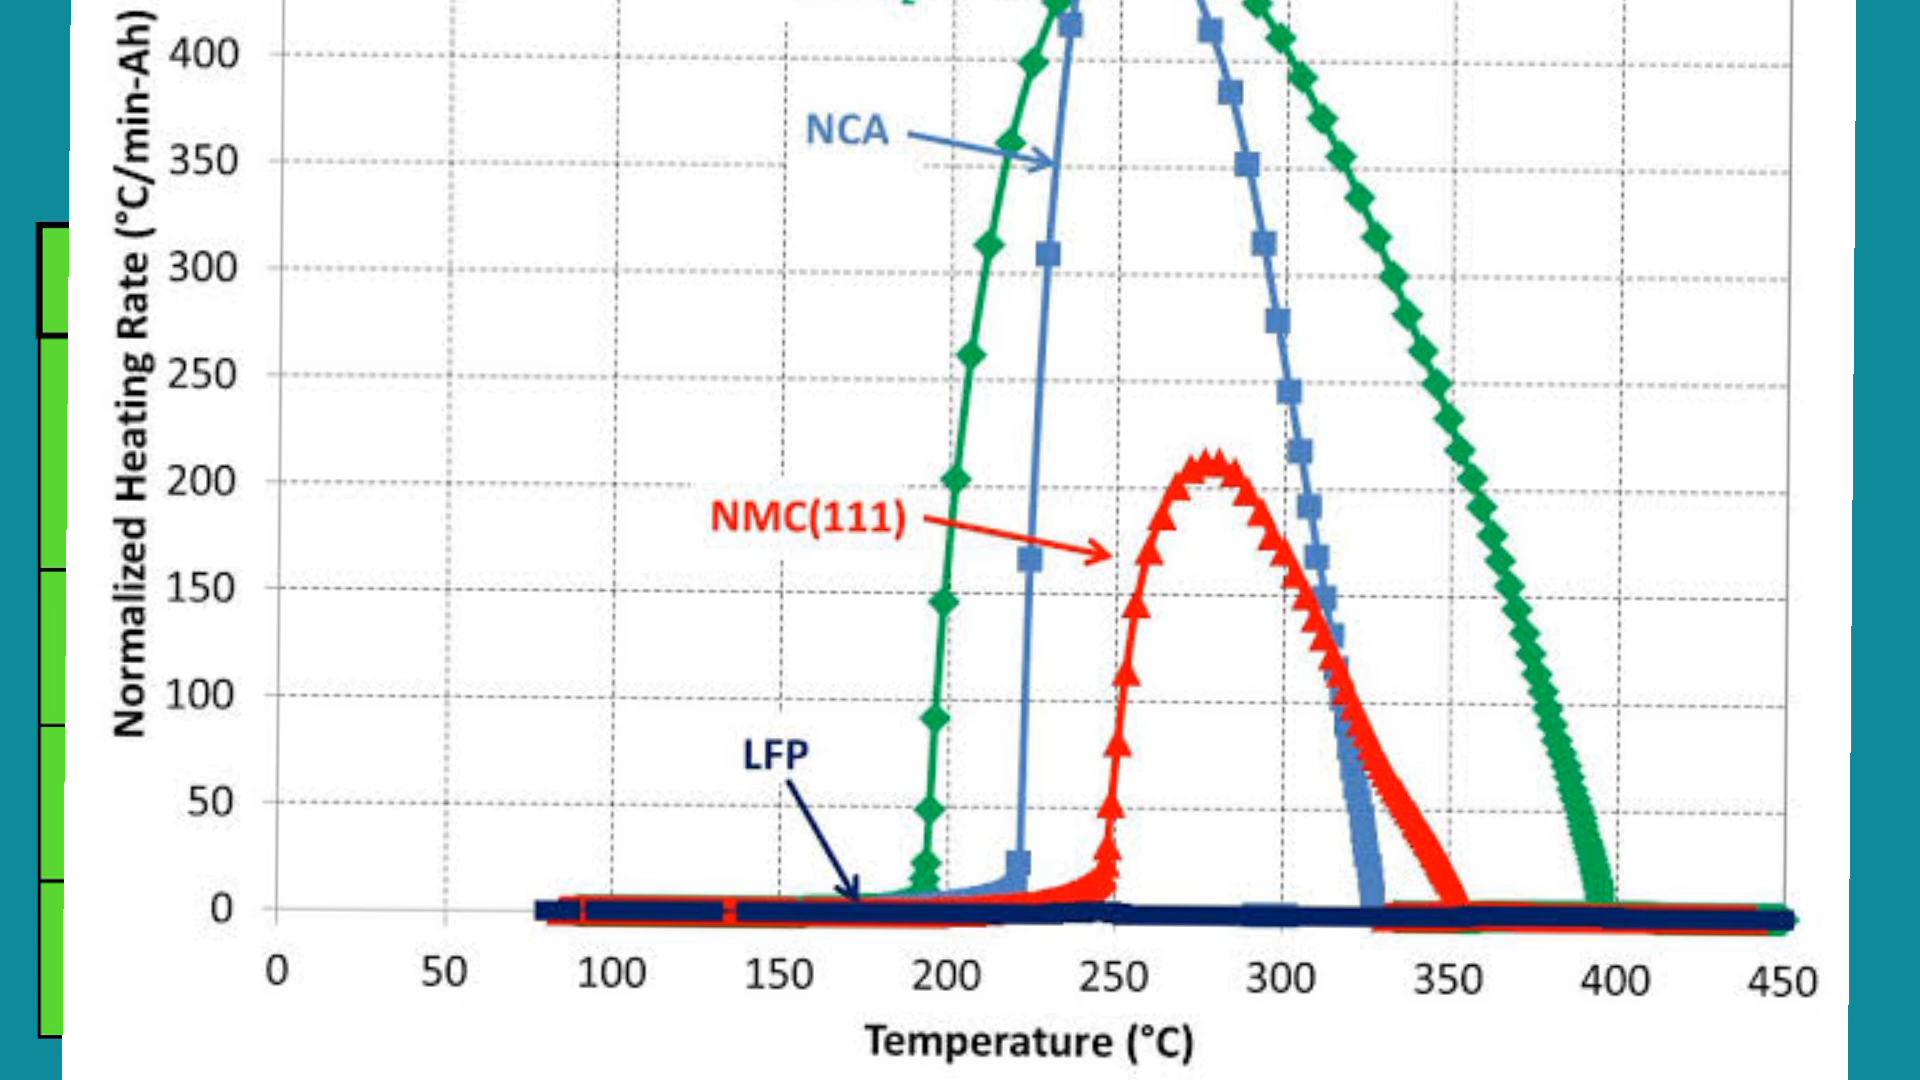 Normalized Heating Rate (°C/min-Ah)
400
350
300
250
200
150
100
50
0
NCA
NMC(111)
LFP
0 50 100 150 200 250 300 350 400 450
Temperature (°C)